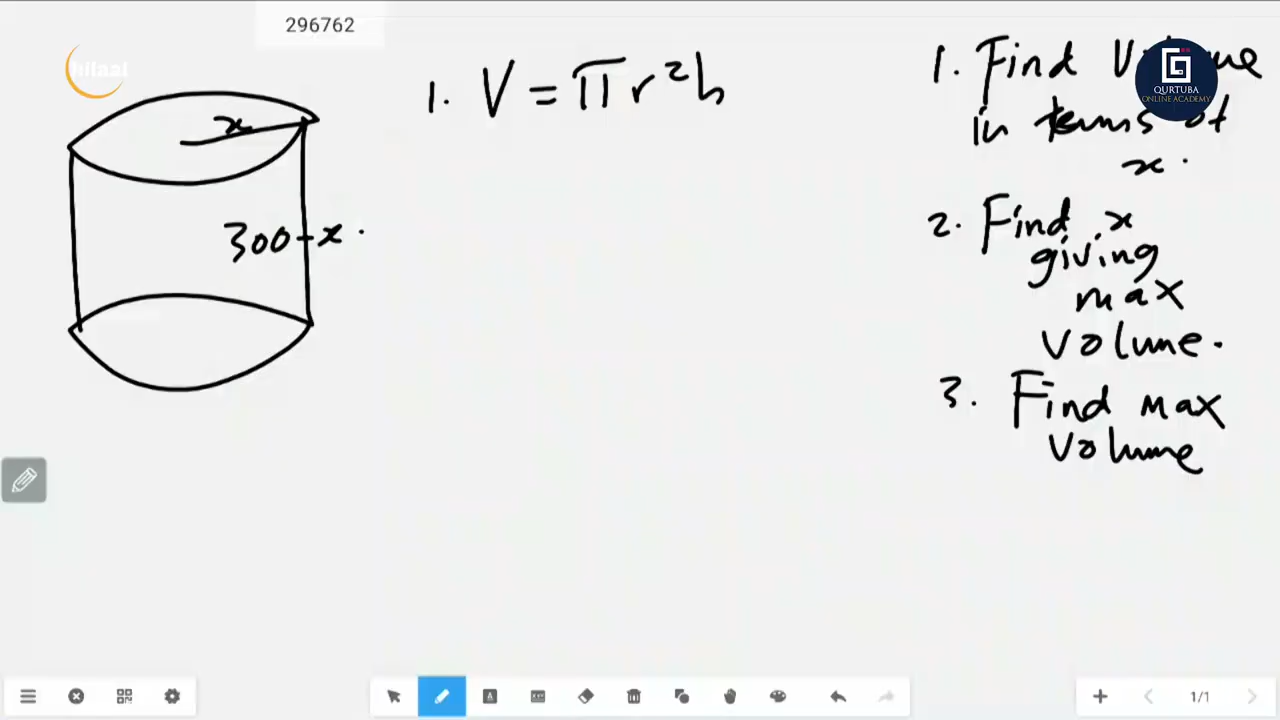 296762
hilaal
x
300-x.
1. V = πr²h
1. Find Volume
in terms of
x.
2. Find x
giving
max
volume.
3. Find max
volume
QURTUBA
ONLINE ACADEMY
1/1